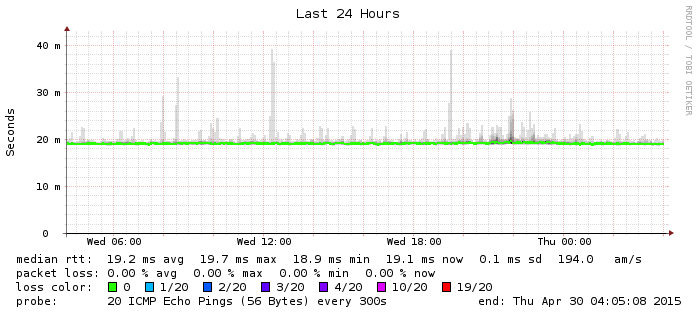 Last 24 Hours
RRDTOOL / TOBI OETIKER
Seconds
40 m
30 m
20 m
10 m
0
Wed 06:00 Wed 12:00 Wed 18:00 Thu 00:00
median rtt: 19.2 ms avg 19.7 ms max 18.9 ms min 19.1 ms now 0.1 ms sd 194.0 am/s
packet loss: 0.00 % avg 0.00 % max 0.00 % min 0.00 % now
loss color: 0 1/20 2/20 3/20 4/20 10/20 19/20
probe: 20 ICMP Echo Pings (56 Bytes) every 300s end: Thu Apr 30 04:05:08 2015